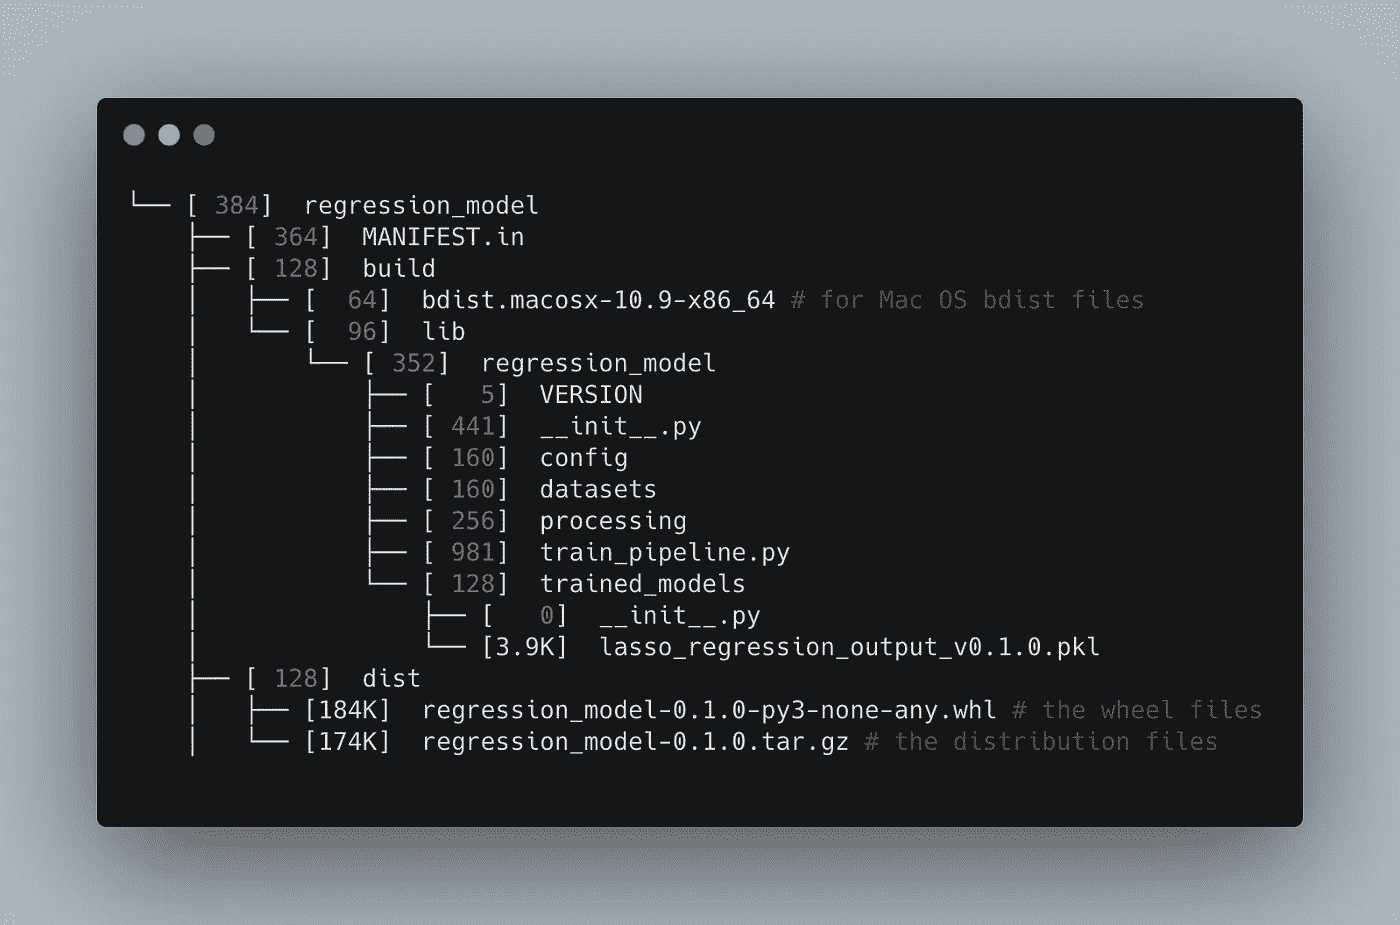 └── [ 384]  regression_model
    ├── [ 364]  MANIFEST.in
    ├── [ 128]  build
    │   ├── [  64]  bdist.macosx-10.9-x86_64 # for Mac OS bdist files
    │   └── [  96]  lib
    │       └── [ 352]  regression_model
    │           ├── [   5]  VERSION
    │           ├── [ 441]  __init__.py
    │           ├── [ 160]  config
    │           ├── [ 160]  datasets
    │           ├── [ 256]  processing
    │           ├── [ 981]  train_pipeline.py
    │           └── [ 128]  trained_models
    │               ├── [   0]  __init__.py
    │               └── [3.9K]  lasso_regression_output_v0.1.0.pkl
    ├── [ 128]  dist
    │   ├── [184K]  regression_model-0.1.0-py3-none-any.whl # the wheel files
    │   └── [174K]  regression_model-0.1.0.tar.gz # the distribution files